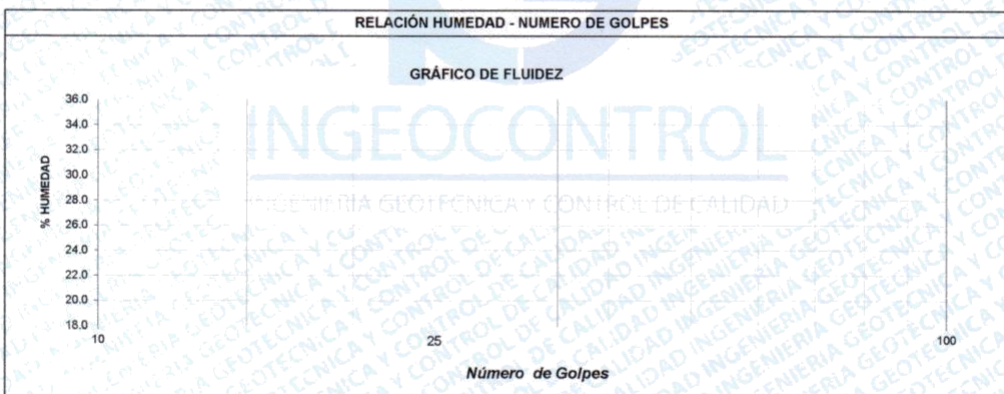 RELACIÓN HUMEDAD - NUMERO DE GOLPES
GRÁFICO DE FLUIDEZ
INGEOCONTROL
INGENIERIA GEOTECNICA Y CONTROL DE CALIDAD
% HUMEDAD
36.0
34.0
32.0
30.0
28.0
26.0
24.0
22.0
20.0
18.0
10
25
100
Número de Golpes